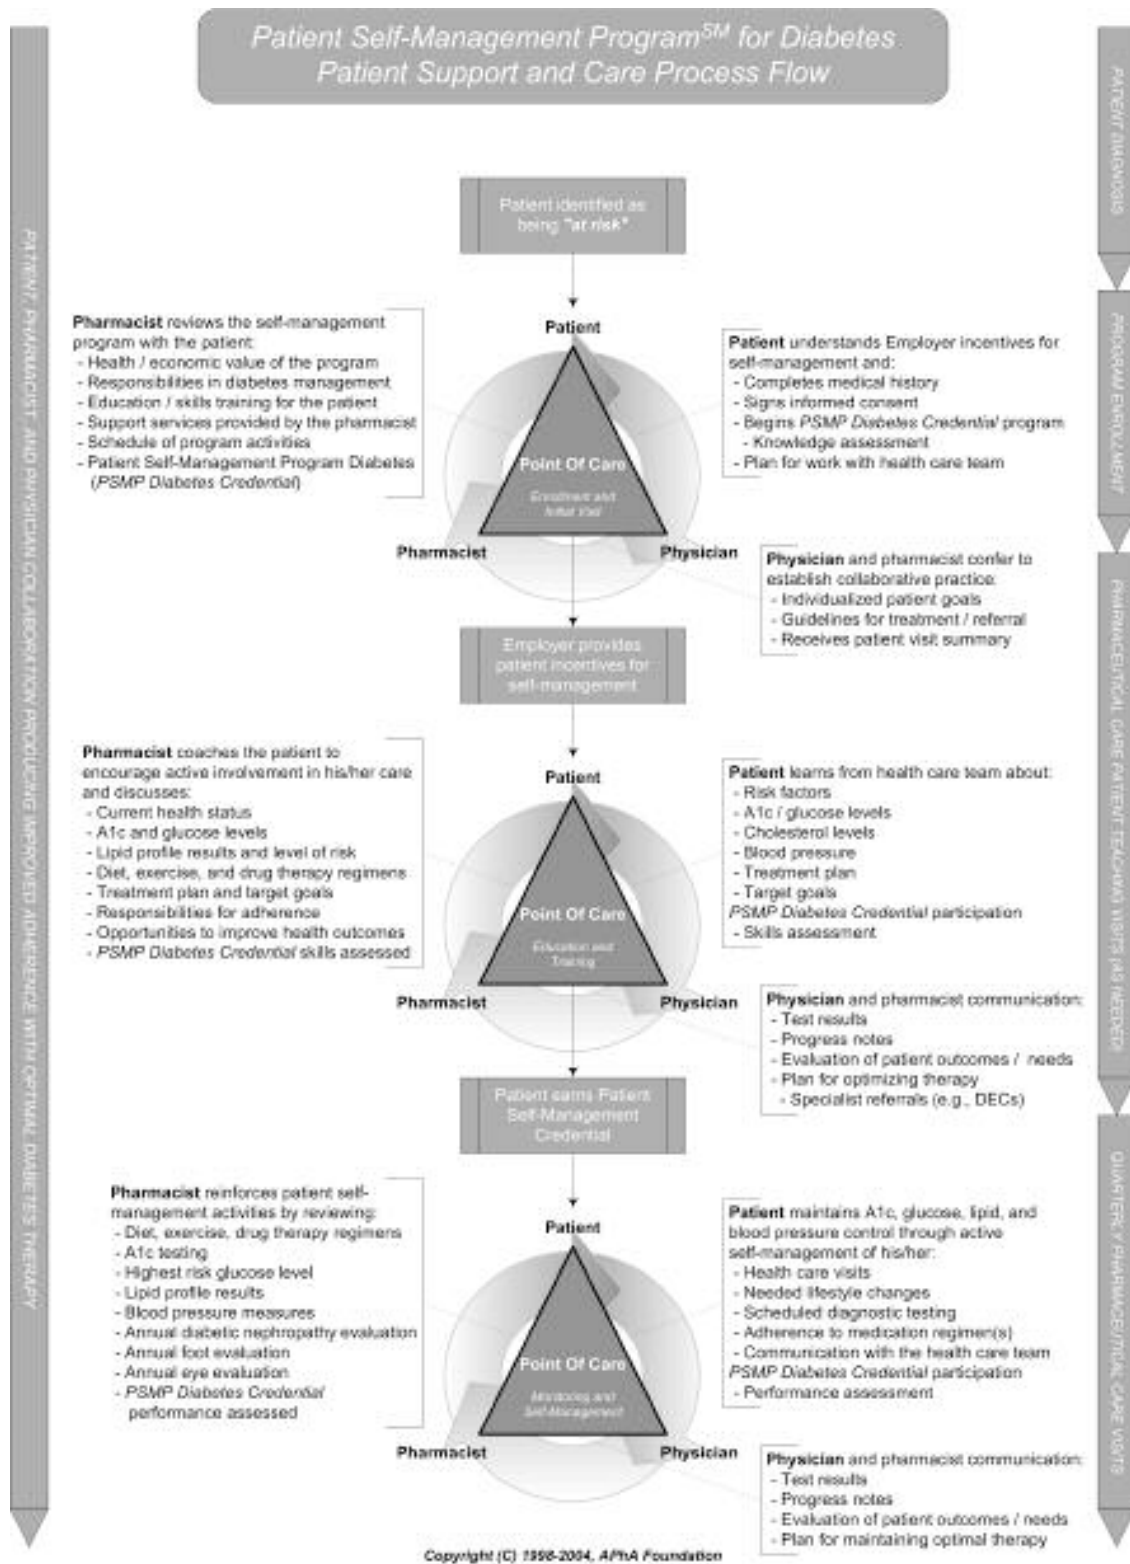 Patient Self-Management Program℠ for Diabetes
Patient Support and Care Process Flow
PATIENT, PHARMACIST, AND PHYSICIAN COLLABORATION PRODUCING IMPROVED ADHERENCE WITH OPTIMAL DIABETES THERAPY
PATIENT DIAGNOSIS
PROGRAM ENROLLMENT
PHARMACEUTICAL CARE PATIENT TEACHING VISITS (AS NEEDED)
QUARTERLY PHARMACEUTICAL CARE VISITS
Patient identified as
being "at risk"
Pharmacist reviews the self-management
program with the patient:
- Health / economic value of the program
- Responsibilities in diabetes management
- Education / skills training for the patient
- Support services provided by the pharmacist
- Schedule of program activities
- Patient Self-Management Program Diabetes
(PSMP Diabetes Credential)
Patient
Point Of Care
Enrollment and
Initial Visit
Pharmacist
Physician
Patient understands Employer incentives for
self-management and:
- Completes medical history
- Signs informed consent
- Begins PSMP Diabetes Credential program
- Knowledge assessment
- Plan for work with health care team
Physician and pharmacist confer to
establish collaborative practice:
- Individualized patient goals
- Guidelines for treatment / referral
- Receives patient visit summary
Employer provides
patient incentives for
self-management
Pharmacist coaches the patient to
encourage active involvement in his/her care
and discusses:
- Current health status
- A1c and glucose levels
- Lipid profile results and level of risk
- Diet, exercise, and drug therapy regimens
- Treatment plan and target goals
- Responsibilities for adherence
- Opportunities to improve health outcomes
- PSMP Diabetes Credential skills assessed
Patient
Point Of Care
Education and
Training
Pharmacist
Physician
Patient learns from health care team about:
- Risk factors
- A1c / glucose levels
- Cholesterol levels
- Blood pressure
- Treatment plan
- Target goals
PSMP Diabetes Credential participation
- Skills assessment
Physician and pharmacist communication:
- Test results
- Progress notes
- Evaluation of patient outcomes / needs
- Plan for optimizing therapy
- Specialist referrals (e.g., DECs)
Patient earns Patient
Self-Management
Credential
Pharmacist reinforces patient self-
management activities by reviewing:
- Diet, exercise, drug therapy regimens
- A1c testing
- Highest risk glucose level
- Lipid profile results
- Blood pressure measures
- Annual diabetic nephropathy evaluation
- Annual foot evaluation
- Annual eye evaluation
- PSMP Diabetes Credential
performance assessed
Patient
Point Of Care
Monitoring and
Self-Management
Pharmacist
Physician
Patient maintains A1c, glucose, lipid, and
blood pressure control through active
self-management of his/her:
- Health care visits
- Needed lifestyle changes
- Scheduled diagnostic testing
- Adherence to medication regimen(s)
- Communication with the health care team
PSMP Diabetes Credential participation
- Performance assessment
Physician and pharmacist communication:
- Test results
- Progress notes
- Evaluation of patient outcomes / needs
- Plan for maintaining optimal therapy
Copyright (C) 1998-2004, APhA Foundation